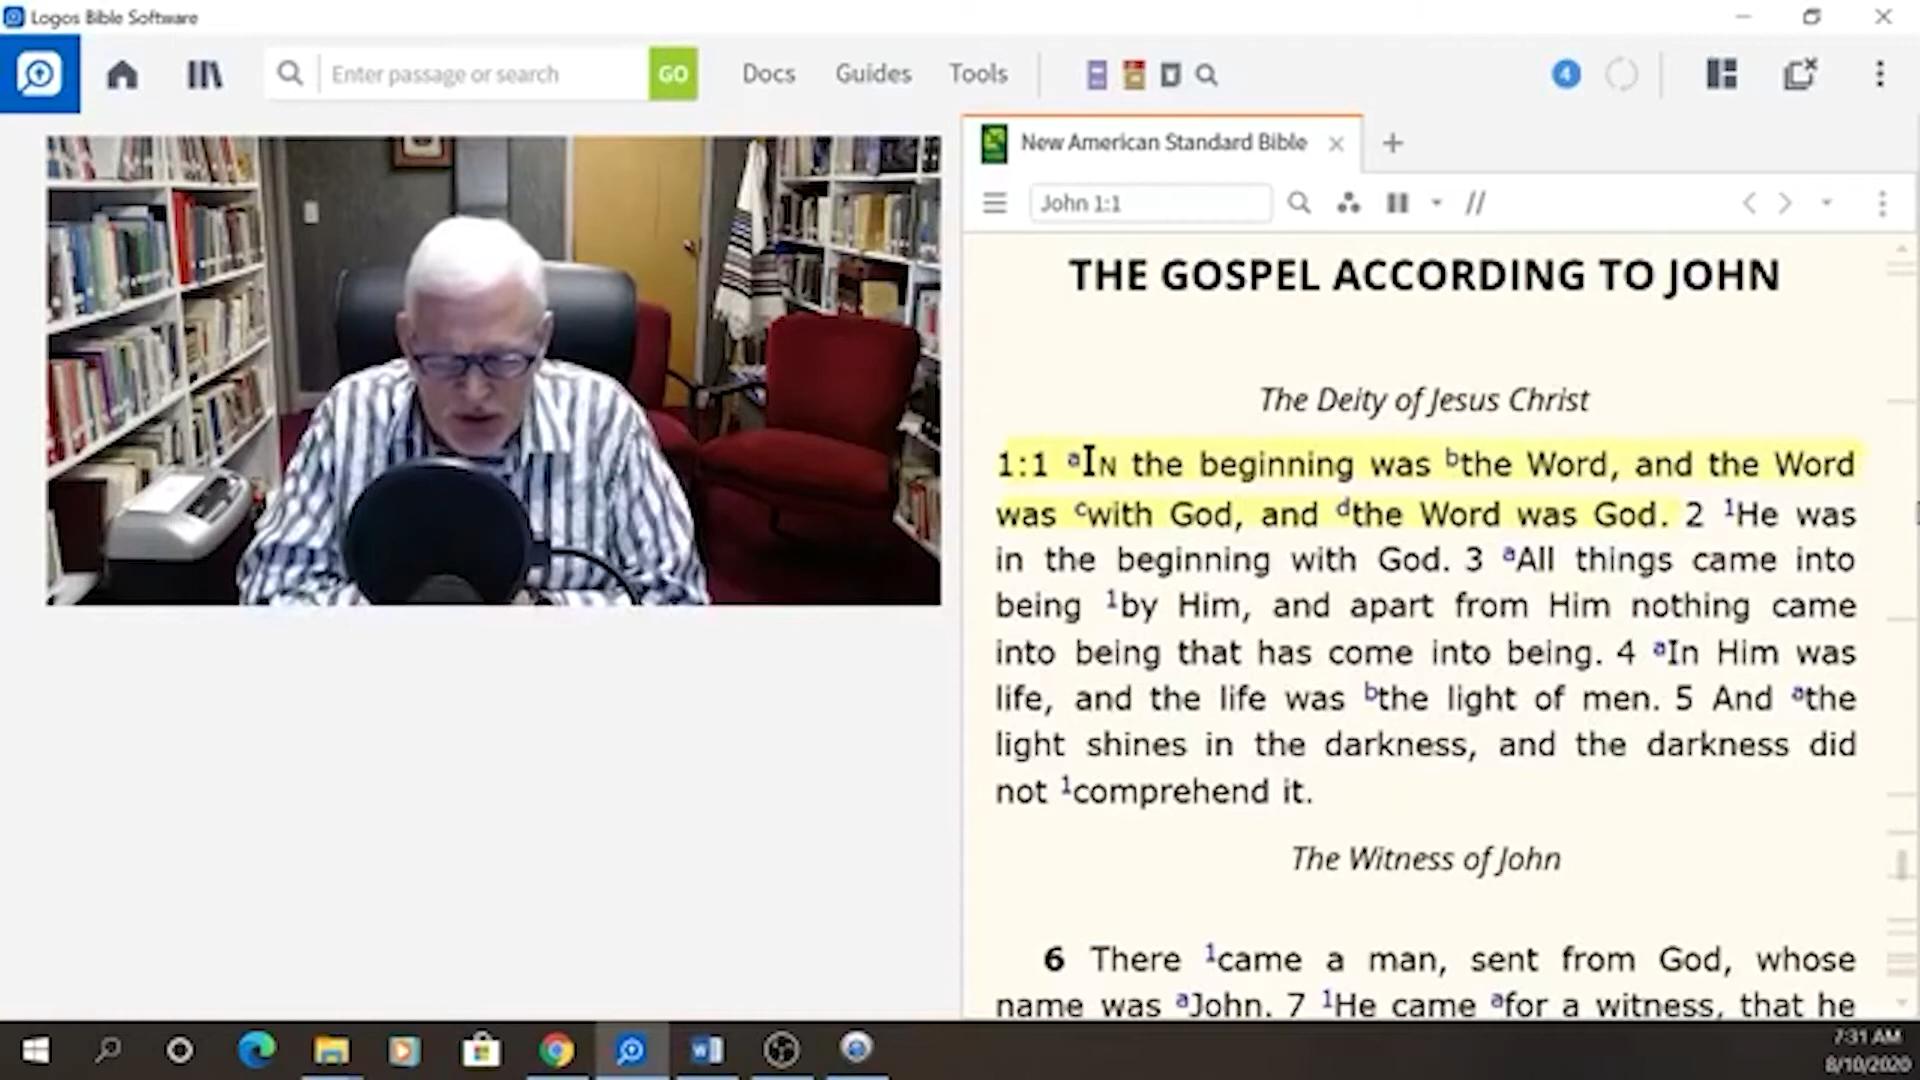 Logos Bible Software
Enter passage or search
GO
Docs
Guides
Tools
4
New American Standard Bible
John 1:1
THE GOSPEL ACCORDING TO JOHN
The Deity of Jesus Christ
1:1 aIN the beginning was bthe Word, and the Word
was cwith God, and dthe Word was God. 2 1He was
in the beginning with God. 3 aAll things came into
being 1by Him, and apart from Him nothing came
into being that has come into being. 4 aIn Him was
life, and the life was bthe light of men. 5 And athe
light shines in the darkness, and the darkness did
not 1comprehend it.
The Witness of John
6 There 1came a man, sent from God, whose
name was aJohn. 7 1He came afor a witness, that he
7:31 AM
8/10/2020